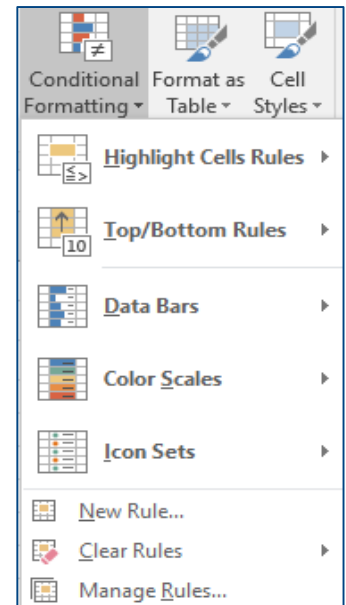 Conditional Format as Cell
Formatting Table Styles
≠
Highlight Cells Rules
≤>
Top/Bottom Rules
10
Data Bars
Color Scales
Icon Sets
New Rule...
Clear Rules
Manage Rules...